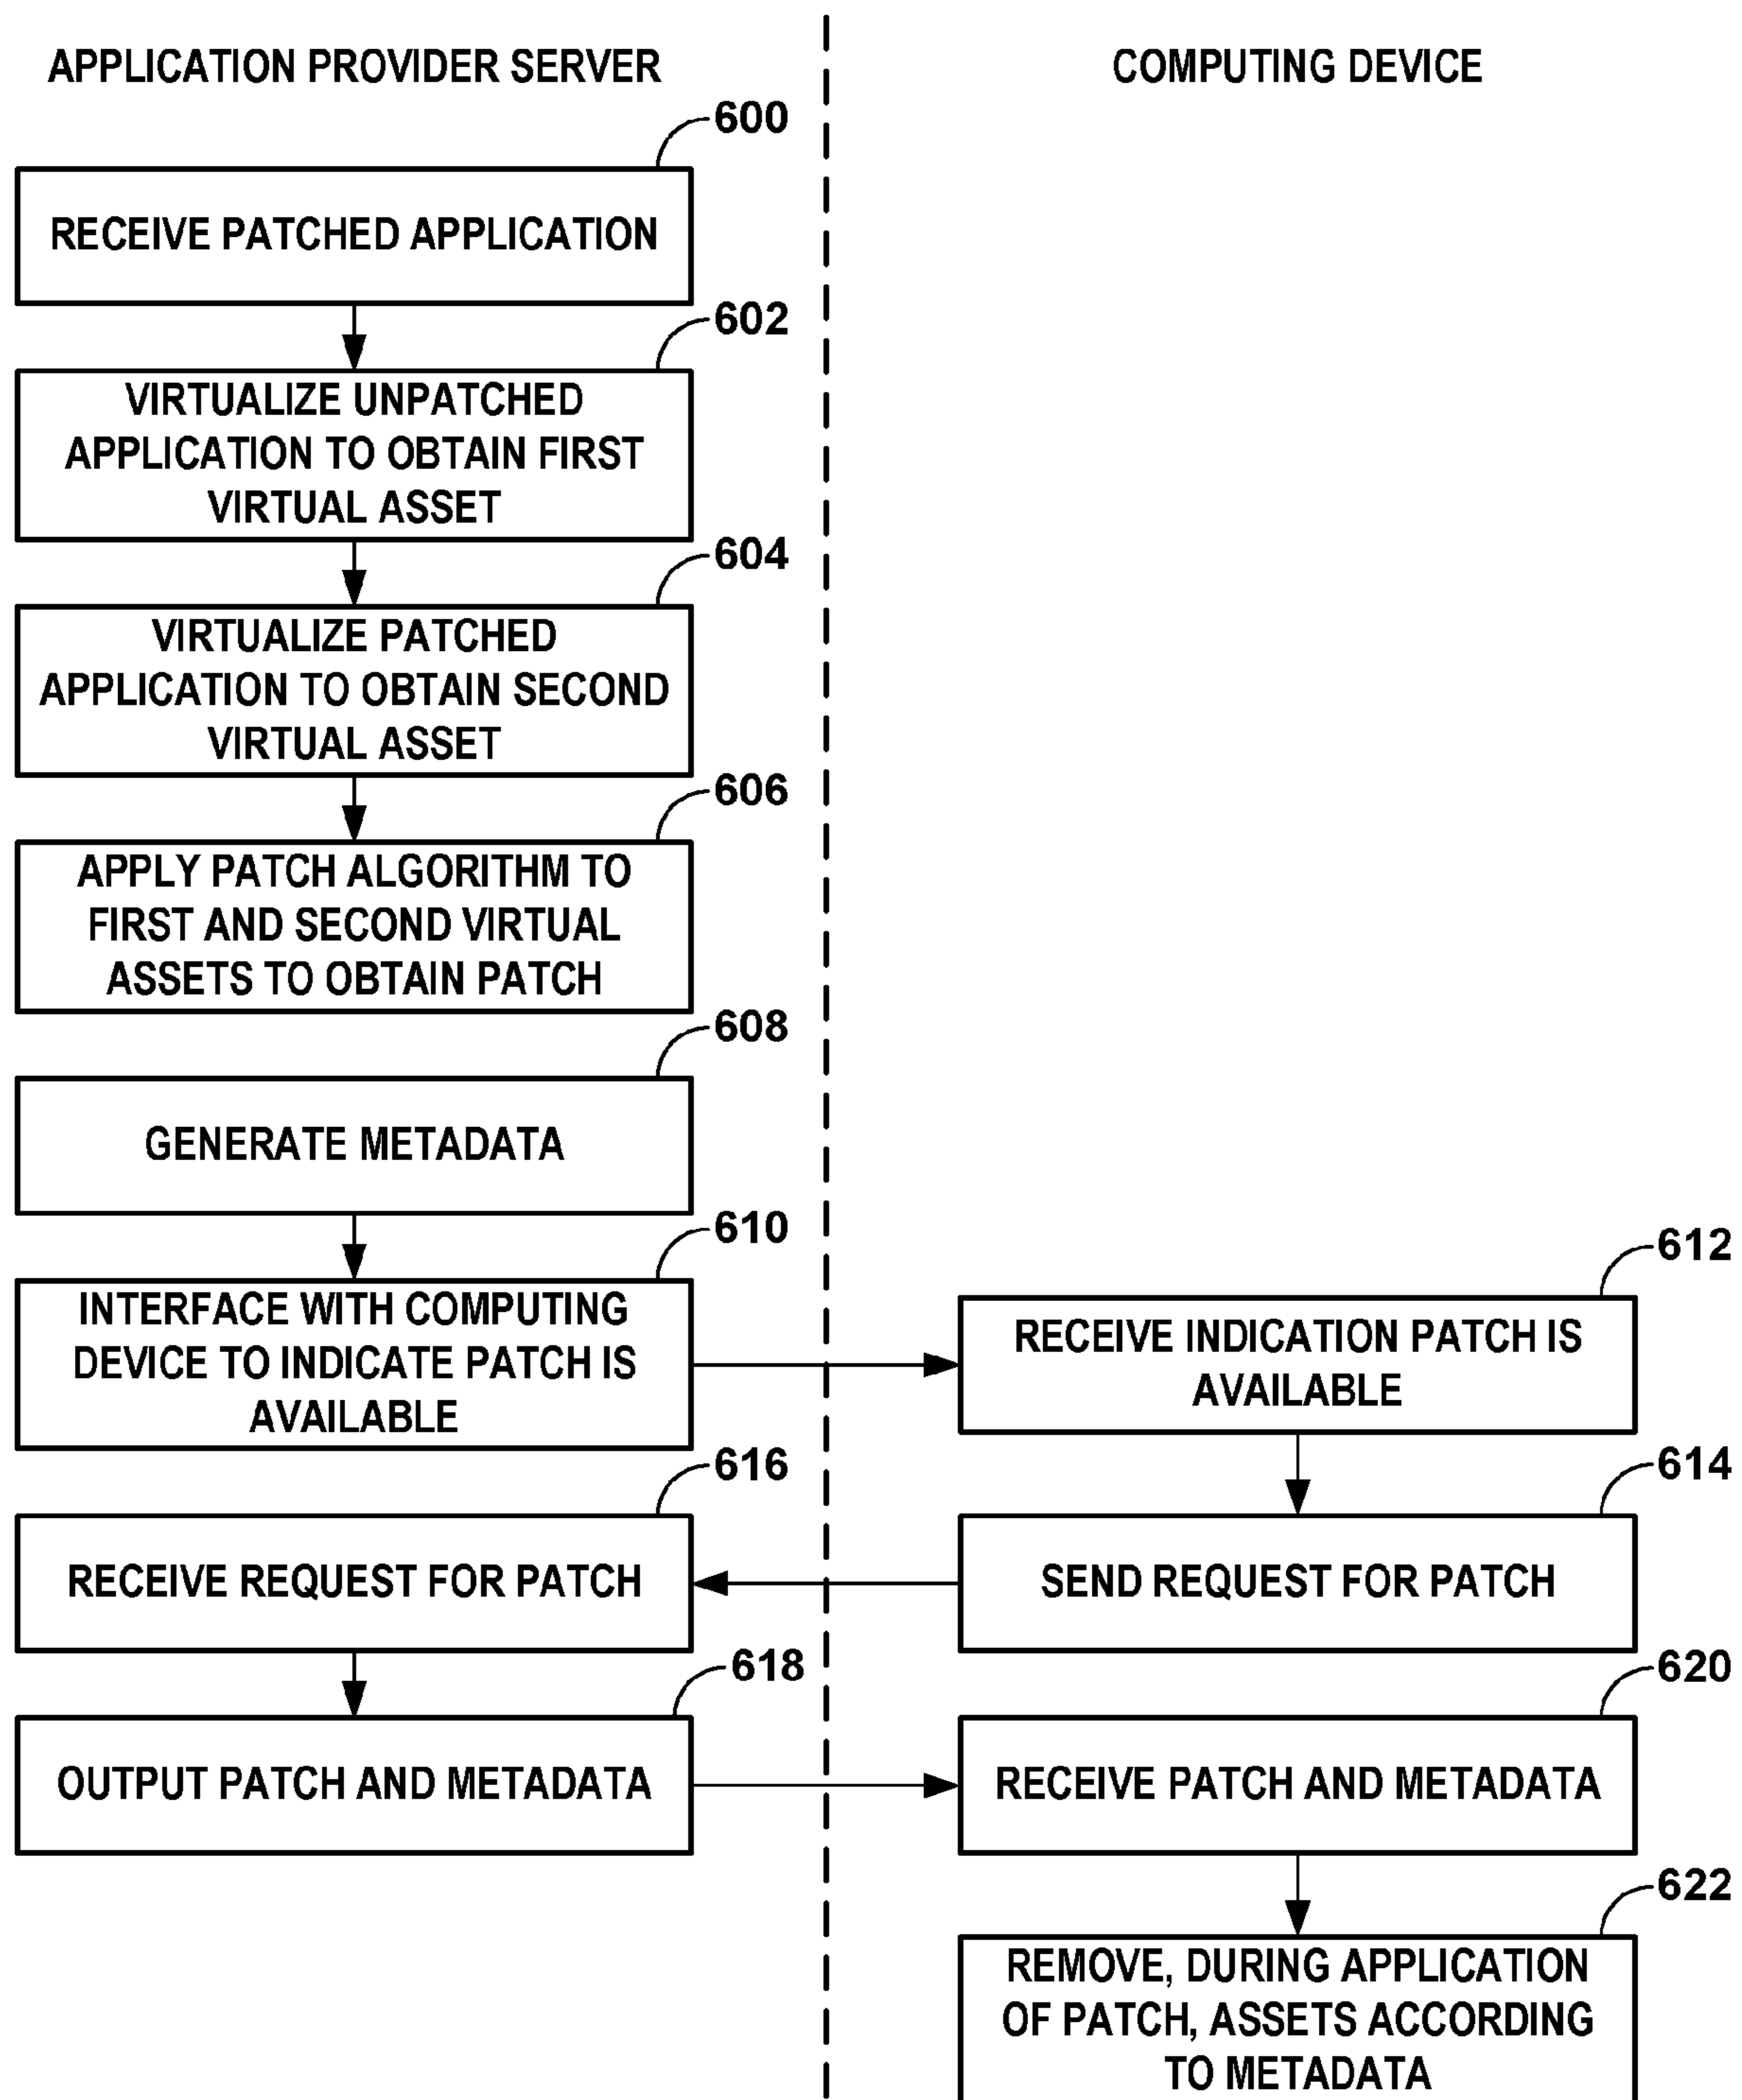 APPLICATION PROVIDER SERVER
COMPUTING DEVICE
600
RECEIVE PATCHED APPLICATION
602
VIRTUALIZE UNPATCHED
APPLICATION TO OBTAIN FIRST
VIRTUAL ASSET
604
VIRTUALIZE PATCHED
APPLICATION TO OBTAIN SECOND
VIRTUAL ASSET
606
APPLY PATCH ALGORITHM TO
FIRST AND SECOND VIRTUAL
ASSETS TO OBTAIN PATCH
608
GENERATE METADATA
610
INTERFACE WITH COMPUTING
DEVICE TO INDICATE PATCH IS
AVAILABLE
612
RECEIVE INDICATION PATCH IS
AVAILABLE
614
SEND REQUEST FOR PATCH
616
RECEIVE REQUEST FOR PATCH
618
OUTPUT PATCH AND METADATA
620
RECEIVE PATCH AND METADATA
622
REMOVE, DURING APPLICATION
OF PATCH, ASSETS ACCORDING
TO METADATA